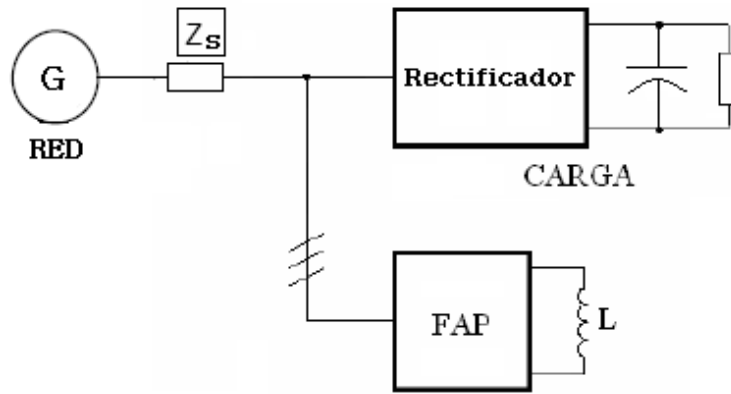 Zs
G
Rectificador
RED
CARGA
FAP
L